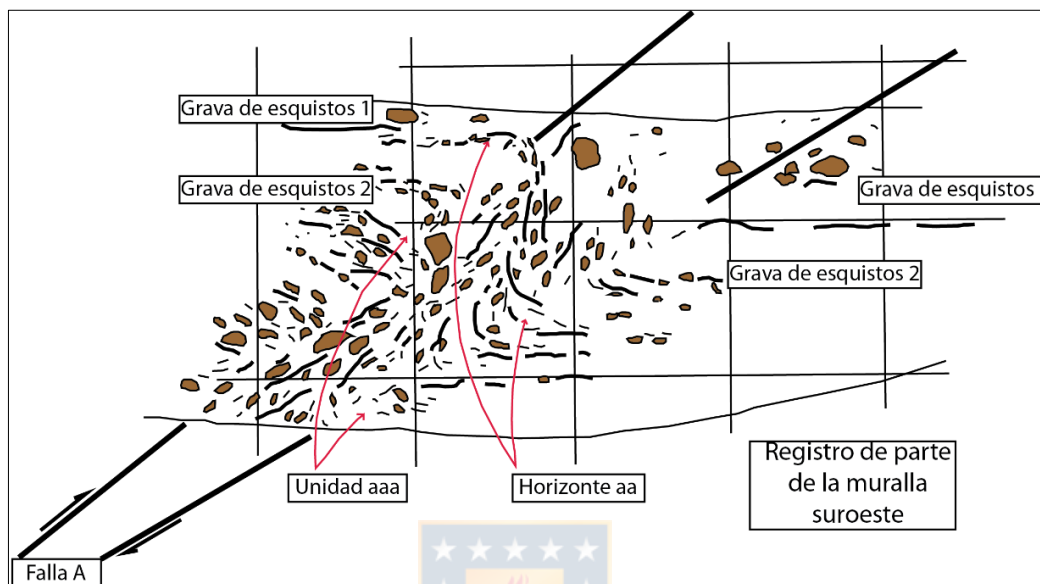 Grava de esquistos 1
Grava de esquistos 2
Grava de esquistos
Grava de esquistos 2
Unidad aaa
Horizonte aa
Registro de parte
de la muralla
suroeste
Falla A